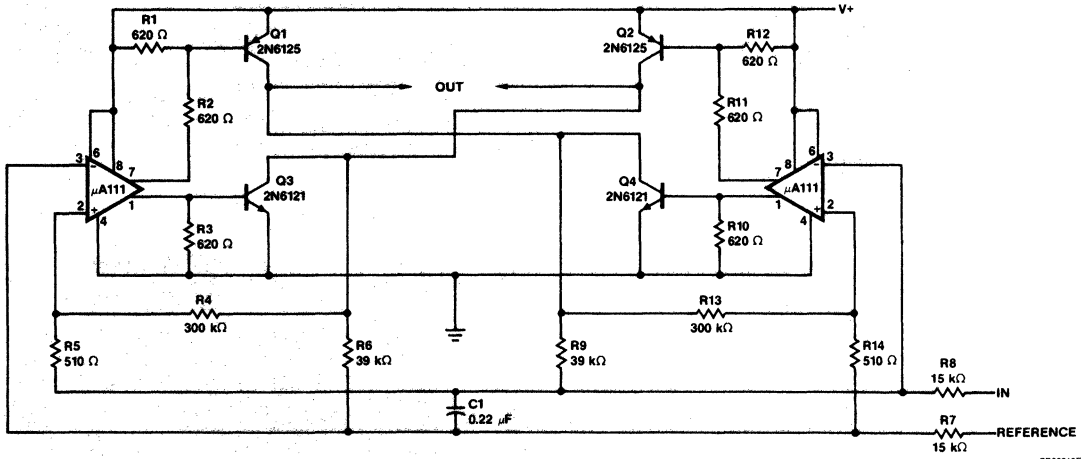 V+
R1
620 Ω
Q1
2N6125
Q2
2N6125
R12
620 Ω
OUT
R2
620 Ω
R11
620 Ω
3
6
8
7
μA111
2
4
1
−
+
6
3
8
7
μA111
1
4
2
−
+
Q3
2N6121
Q4
2N6121
R3
620 Ω
R10
620 Ω
R4
300 kΩ
R13
300 kΩ
R5
510 Ω
R6
39 kΩ
R9
39 kΩ
R14
510 Ω
R8
15 kΩ
IN
C1
0.22 μF
R7
15 kΩ
REFERENCE